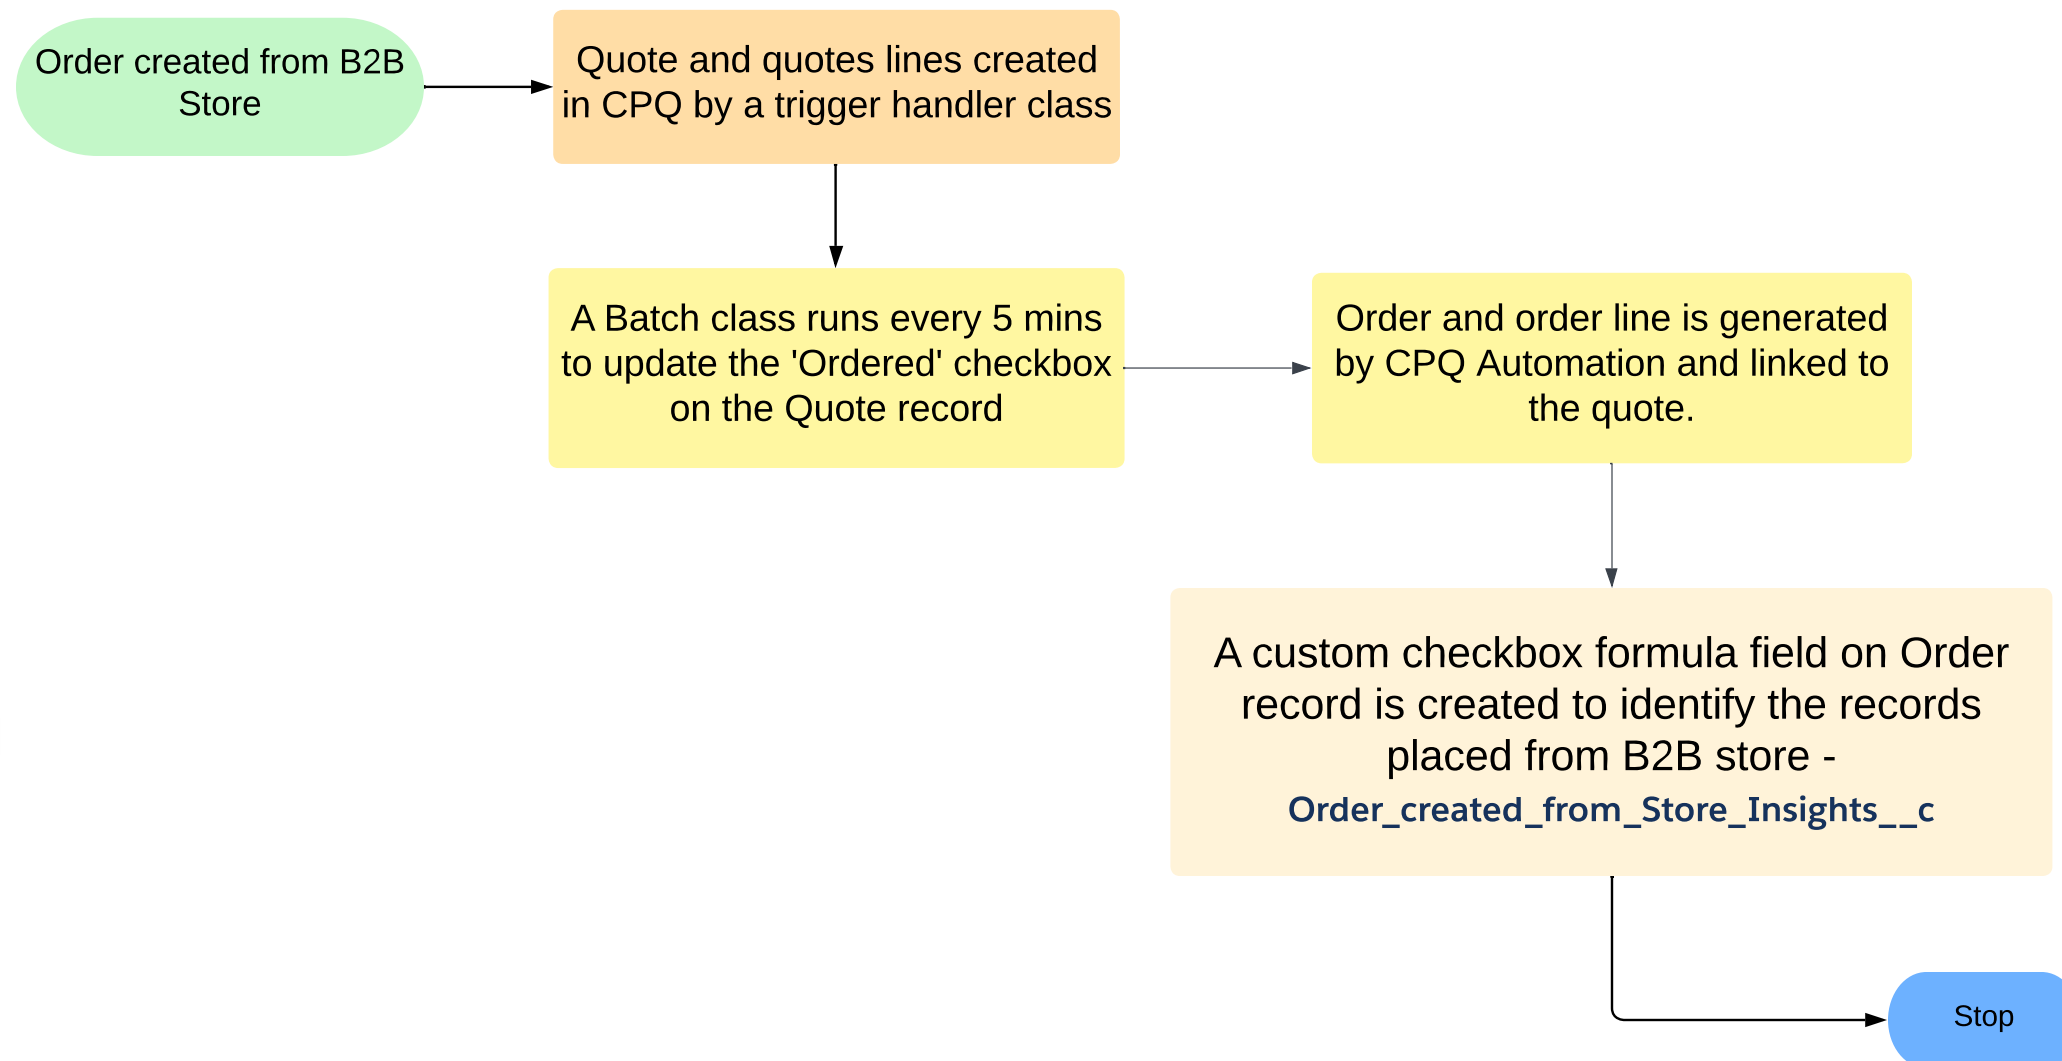 Order created from B2B
Store
Quote and quotes lines created
in CPQ by a trigger handler class
A Batch class runs every 5 mins
to update the 'Ordered' checkbox
on the Quote record
Order and order line is generated
by CPQ Automation and linked to
the quote.
A custom checkbox formula field on Order
record is created to identify the records
placed from B2B store -
Order_created_from_Store_Insights__c
Stop